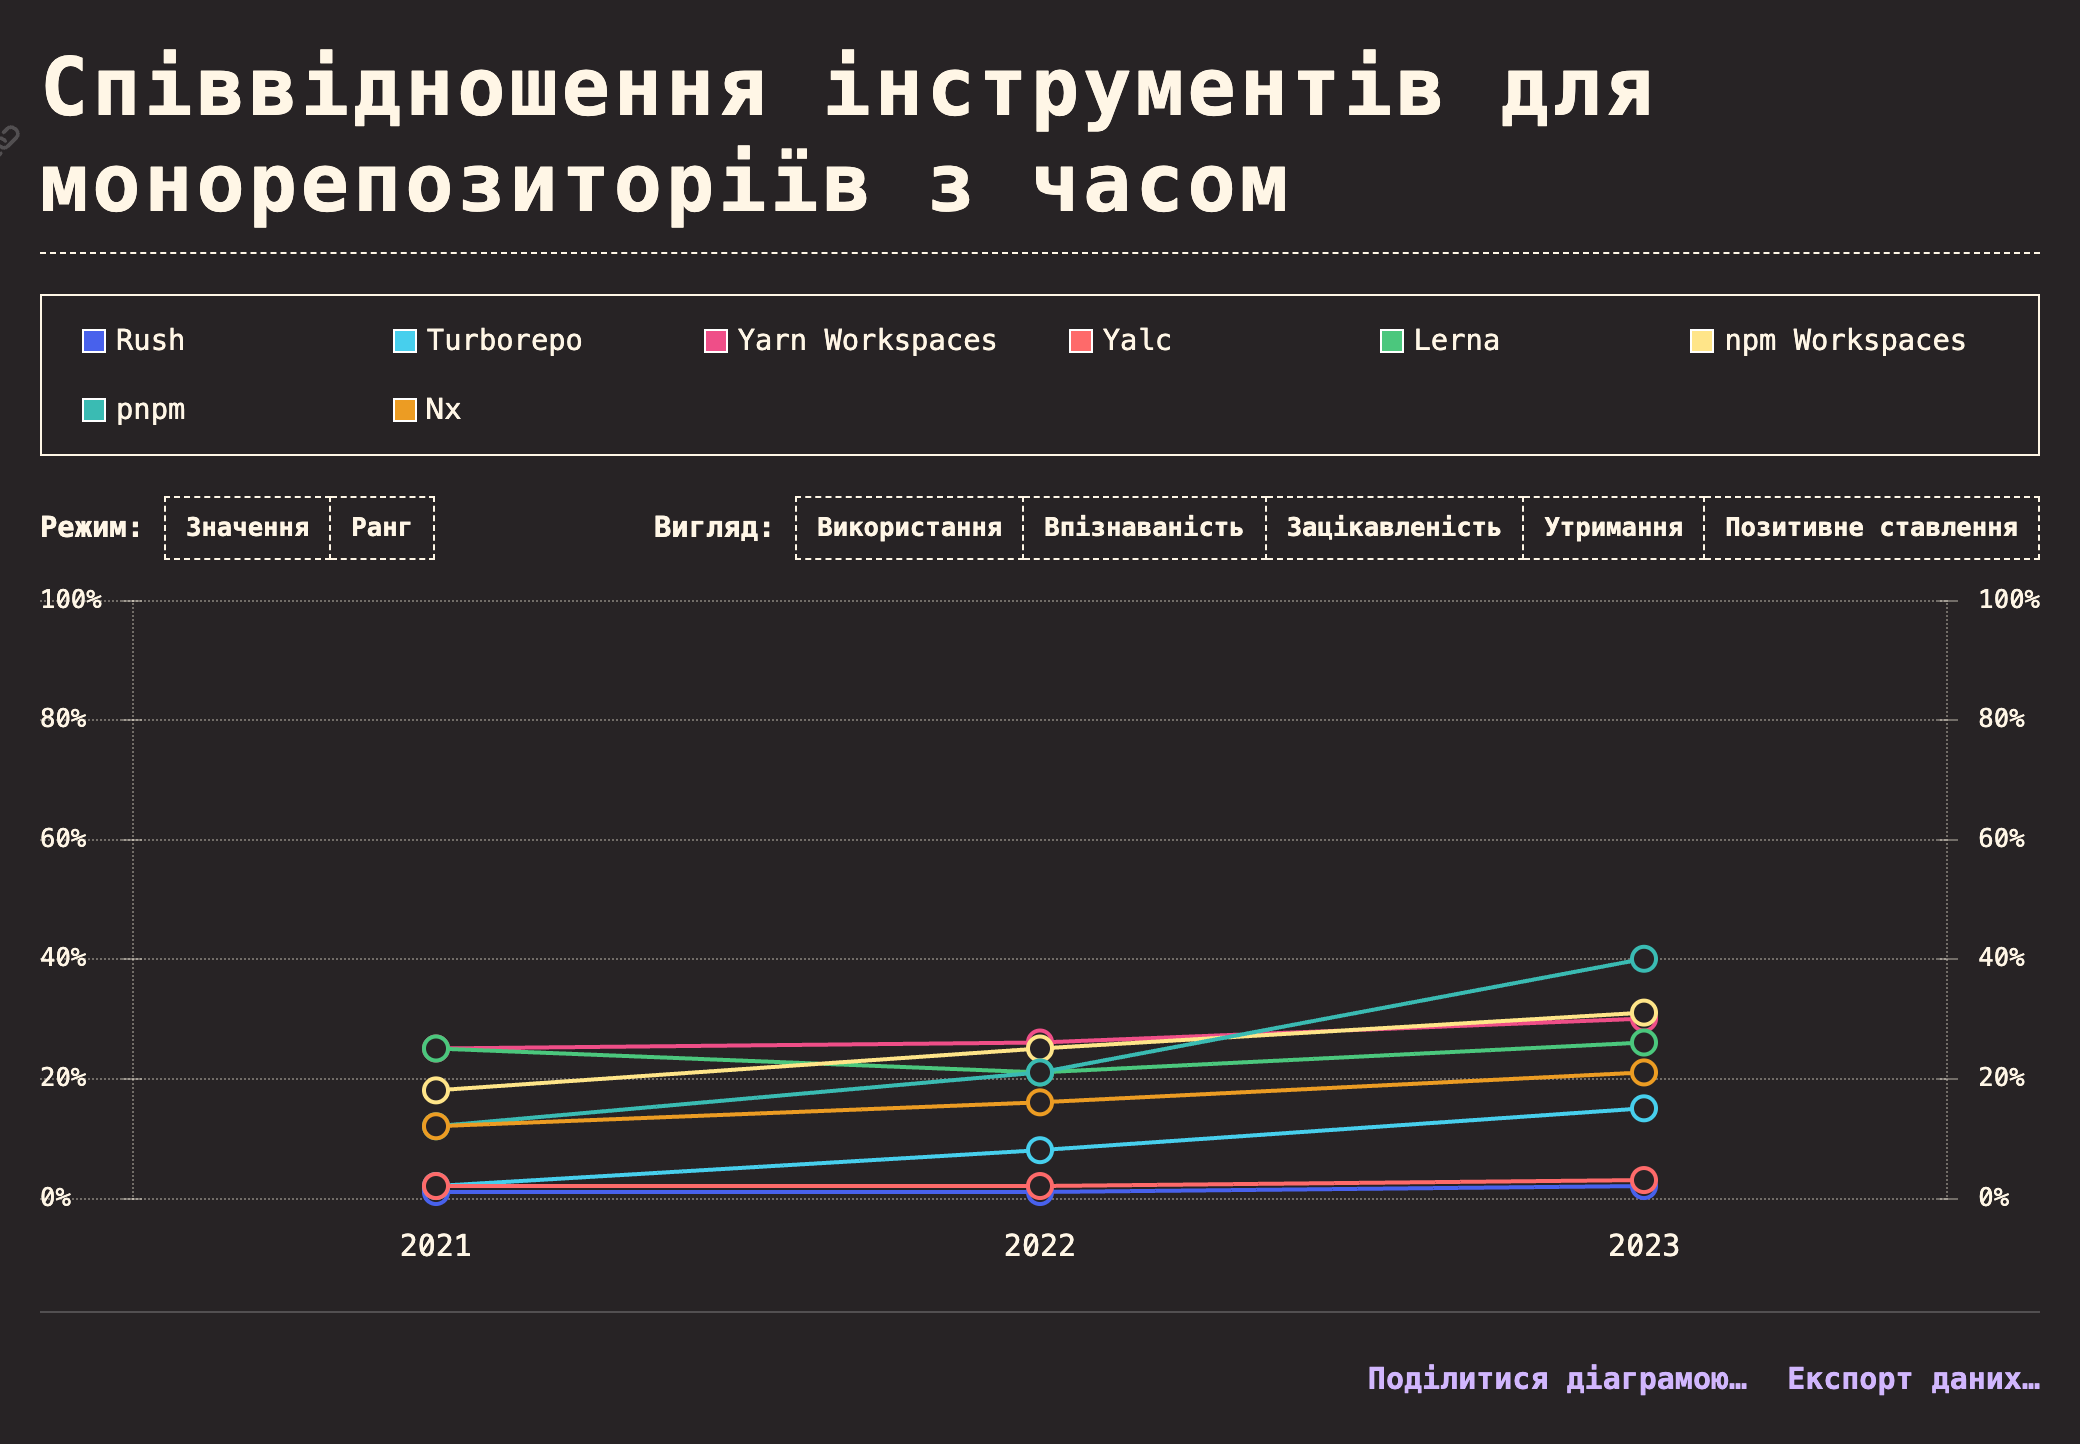 Співвідношення інструментів для
монорепозиторіїв з часом
Rush Turborepo Yarn Workspaces Yalc Lerna npm Workspaces
pnpm Nx
Режим: Значення Ранг Вигляд: Використання Впізнаваність Зацікавленість Утримання Позитивне ставлення
100% 100%
80% 80%
60% 60%
40% 40%
20% 20%
0% 0%
2021 2022 2023
Поділитися діаграмою… Експорт даних…